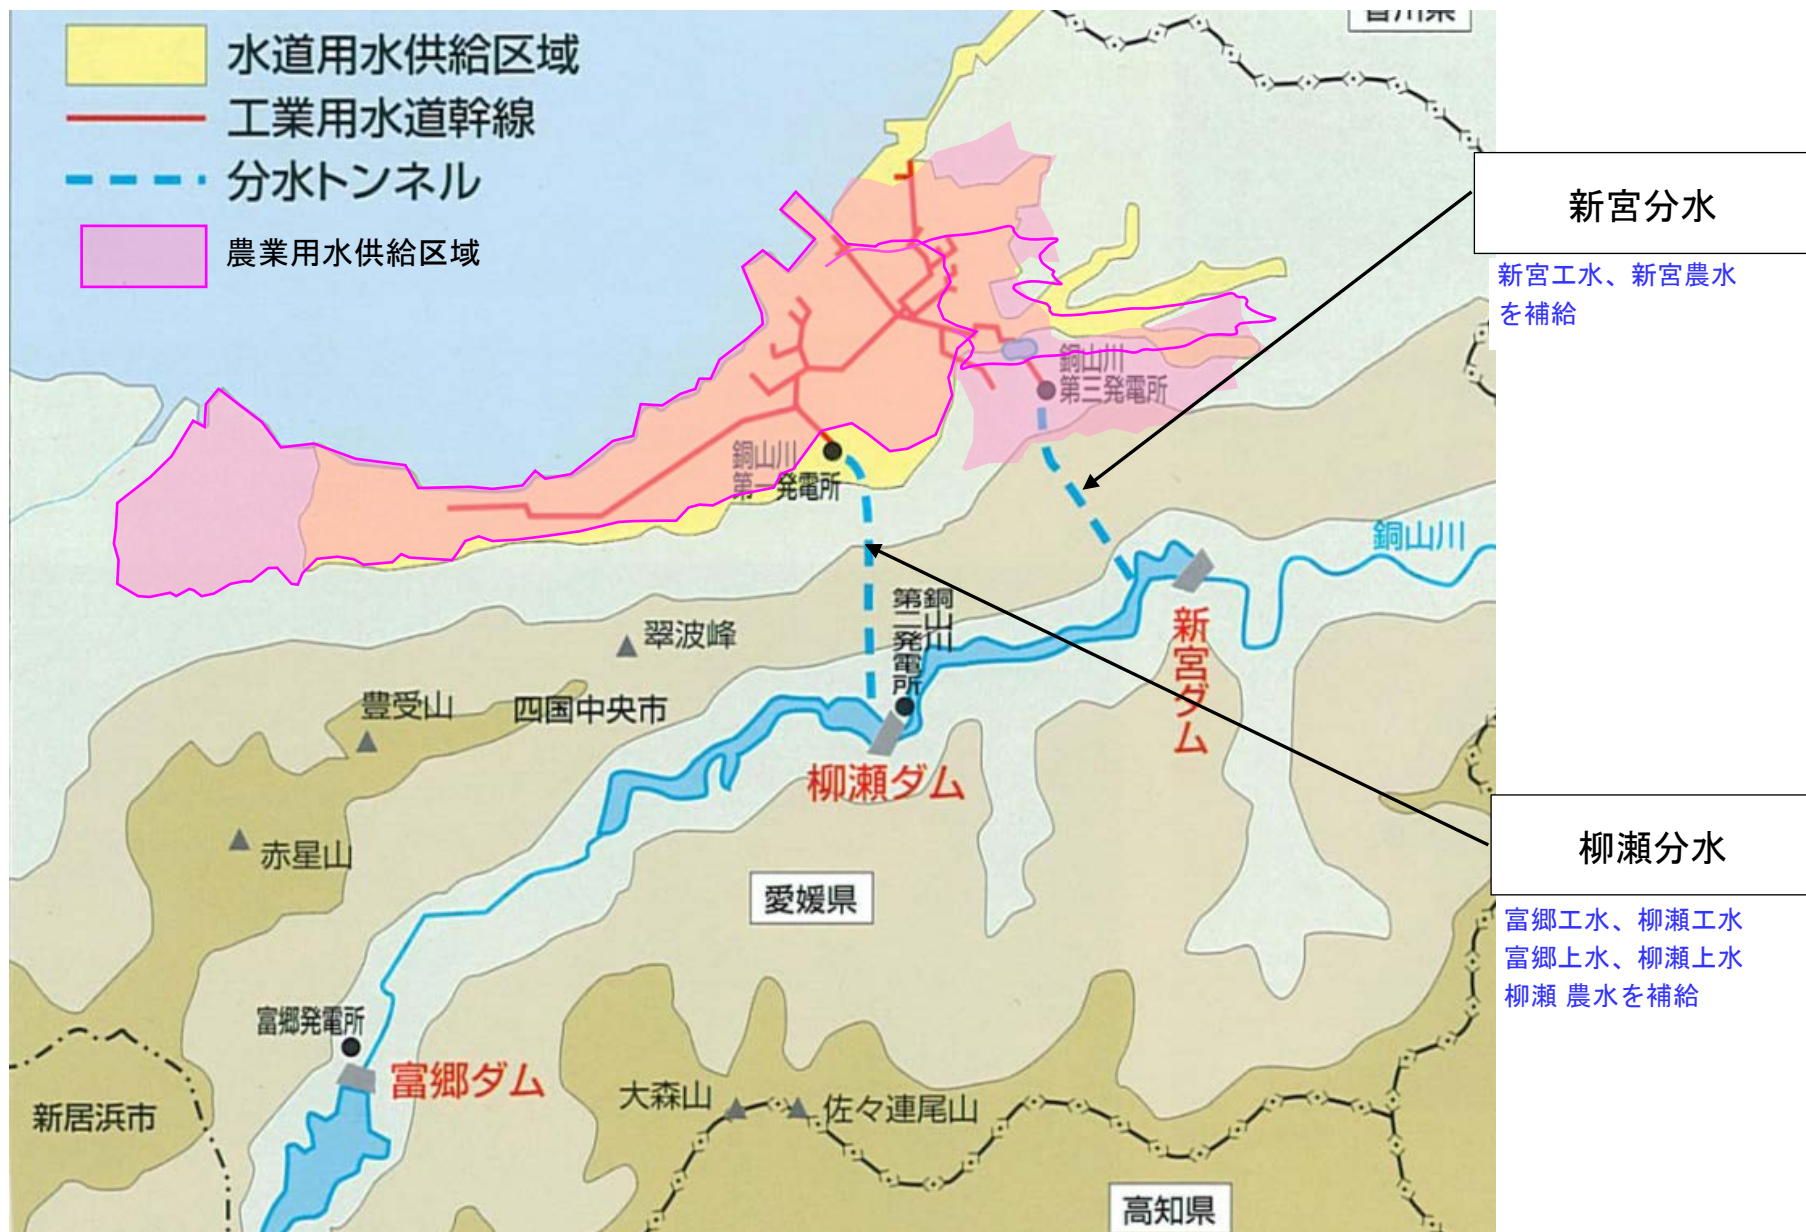 水道用水供給区域
工業用水道幹線
分水トンネル
農業用水供給区域
香川県
新宮分水
新宮工水、新宮農水
を補給
銅山川
第三発電所
銅山川
第一発電所
銅山川
銅山川
第二発電所
新宮ダム
翠波峰
豊受山
四国中央市
柳瀬ダム
赤星山
愛媛県
柳瀬分水
富郷工水、柳瀬工水
富郷上水、柳瀬上水
柳瀬 農水を補給
富郷発電所
富郷ダム
新居浜市
大森山
佐々連尾山
高知県